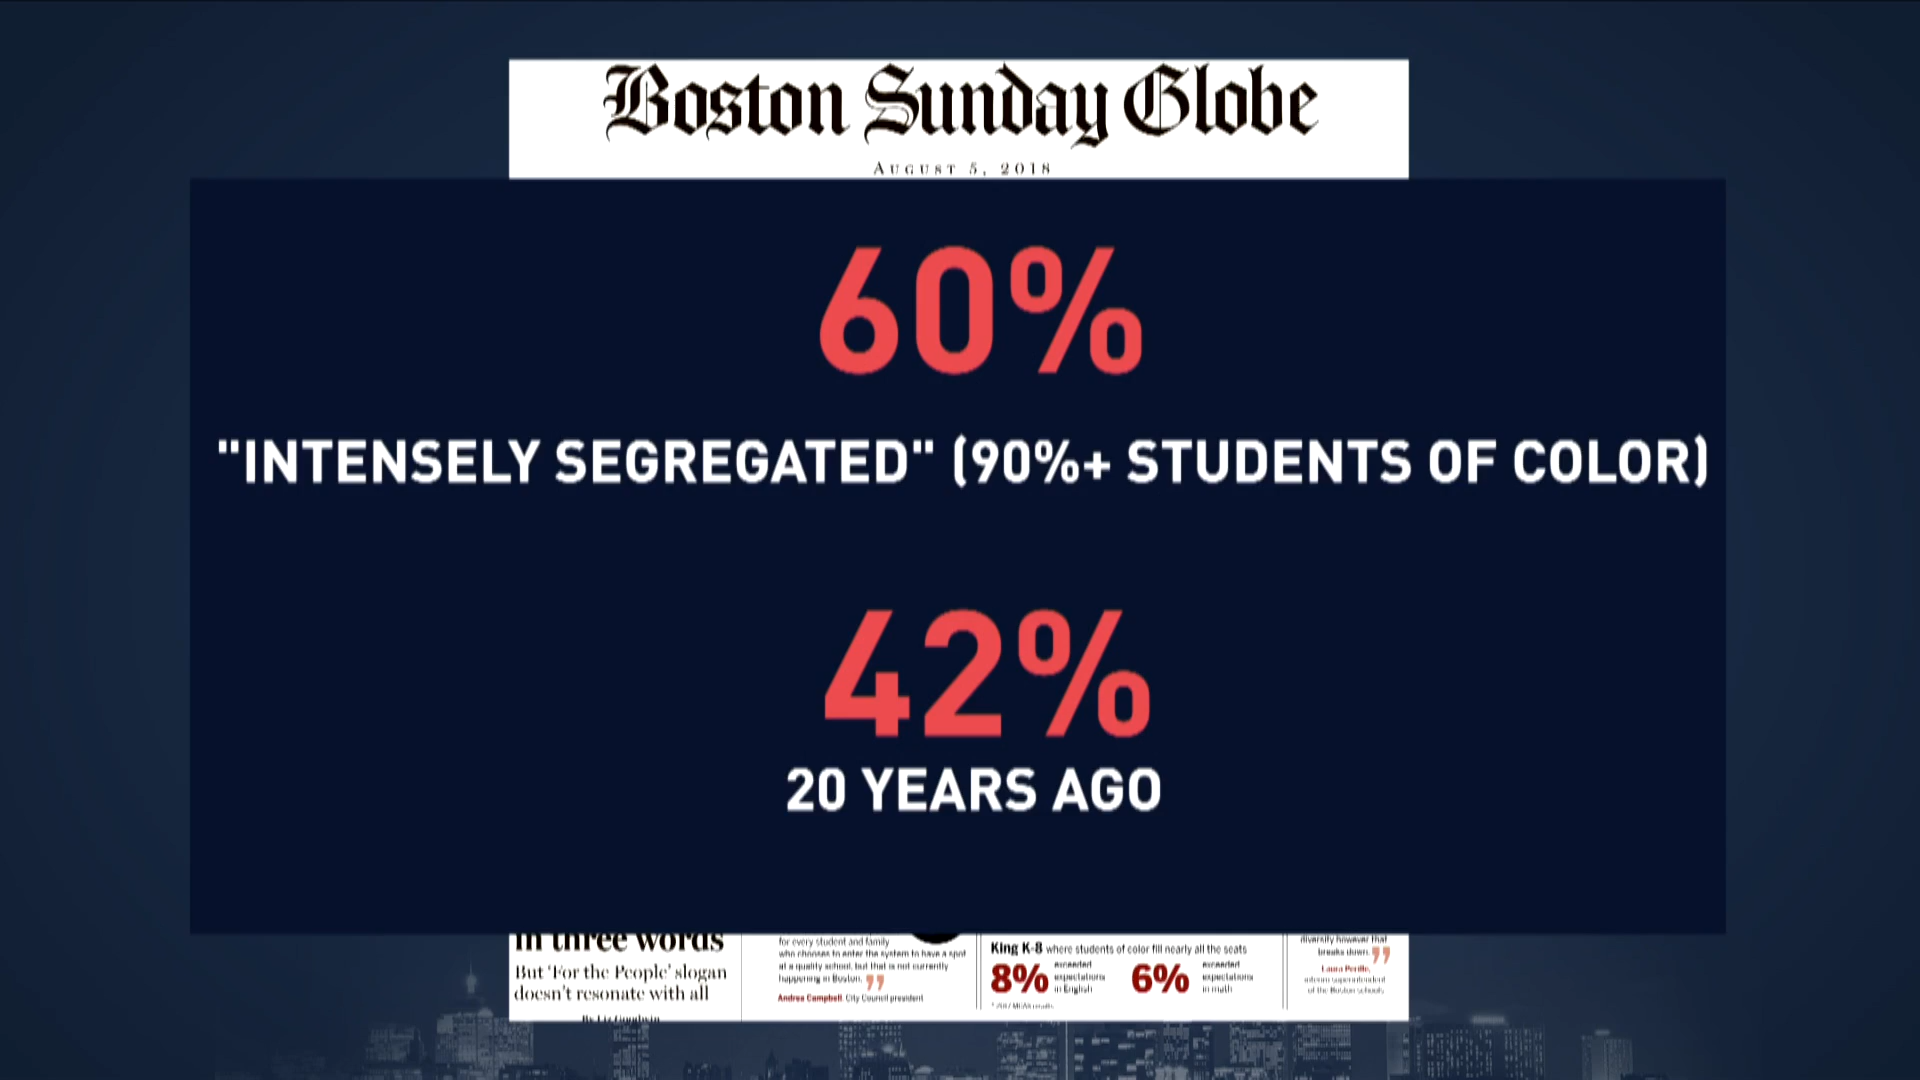 Boston Sunday Globe
AUGUST 5, 2018
60%
"INTENSELY SEGREGATED" (90%+ STUDENTS OF COLOR)
42%
20 YEARS AGO
in three words
But 'For the People' slogan
doesn't resonate with all
By Liz Goodwin
for every student and family
who chooses to enter the system to have a spot
at a quality school, but that is not currently
happening in Boston. ”
Andrea Campbell, City Council president
King K-8 where students of color fill nearly all the seats
8% exceeded expectations in English
6% exceeded expectations in math
diversity however that
breaks down. ”
Laura Perille,
interim superintendent
of the Boston schools